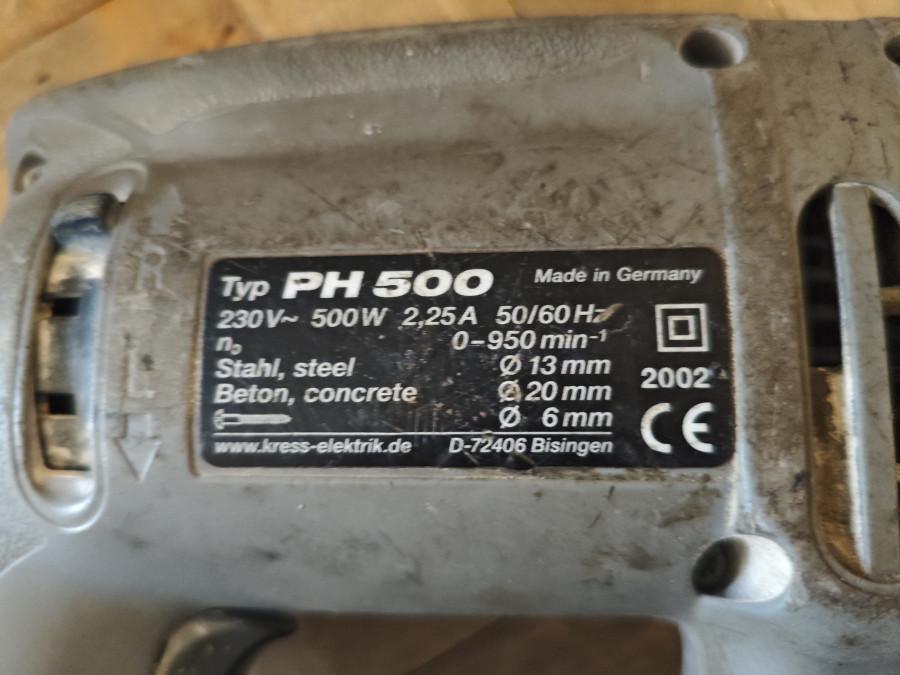 Typ PH 500 Made in Germany
230V~ 500W 2,25A 50/60Hz
n₀ 0–950 min⁻¹
Stahl, steel Ø 13 mm
Beton, concrete Ø 20 mm
Ø 6 mm
2002
CE
www.kress-elektrik.de D-72406 Bisingen
R
L